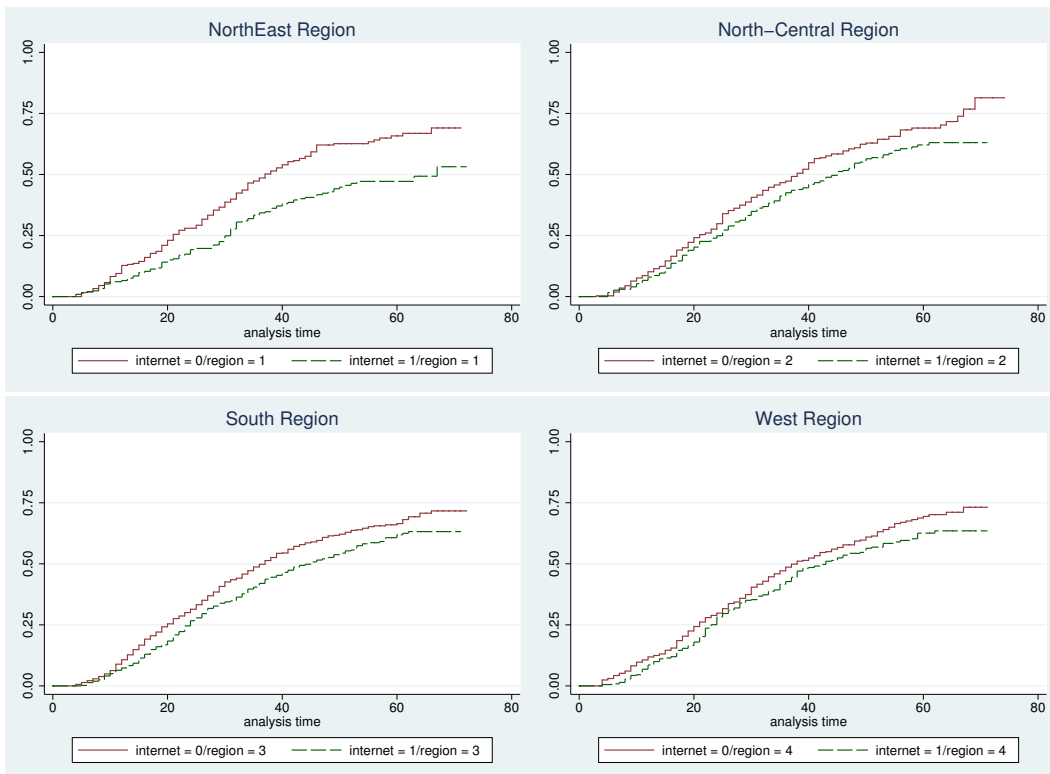 NorthEast Region
1.00
0.75
0.50
0.25
0.00
0 20 40 60 80
analysis time
internet = 0/region = 1 internet = 1/region = 1
North−Central Region
1.00
0.75
0.50
0.25
0.00
0 20 40 60 80
analysis time
internet = 0/region = 2 internet = 1/region = 2
South Region
1.00
0.75
0.50
0.25
0.00
0 20 40 60 80
analysis time
internet = 0/region = 3 internet = 1/region = 3
West Region
1.00
0.75
0.50
0.25
0.00
0 20 40 60 80
analysis time
internet = 0/region = 4 internet = 1/region = 4